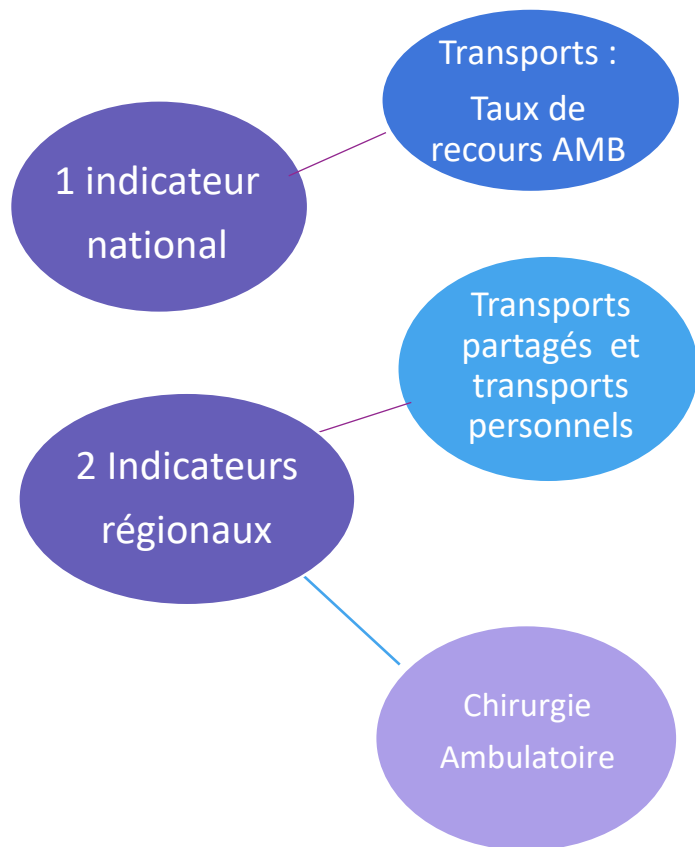 Transports :
Taux de
recours AMB
1 indicateur
national
Transports
partagés et
transports
personnels
2 Indicateurs
régionaux
Chirurgie
Ambulatoire